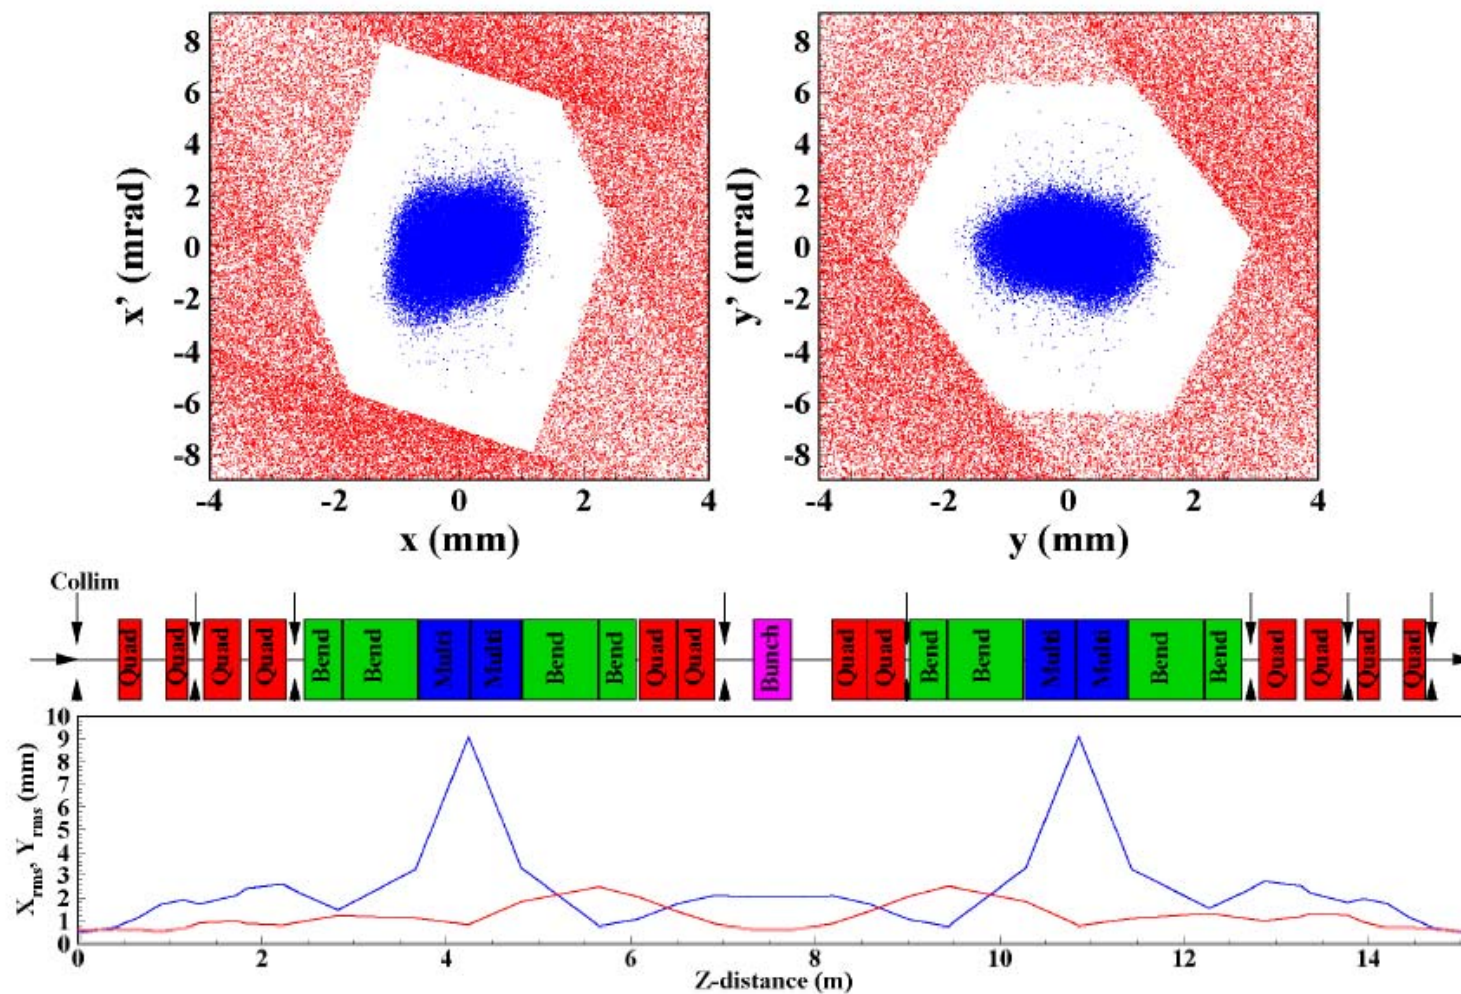 8
6
4
2
0
-2
-4
-6
-8
x' (mrad)
-4 -2 0 2 4
x (mm)
8
6
4
2
0
-2
-4
-6
-8
y' (mrad)
-4 -2 0 2 4
y (mm)
Collim
Quad Quad Quad Quad Bend Bend Multi Multi Bend Bend Quad Quad Bunch Quad Quad Bend Bend Multi Multi Bend Bend Quad Quad Quad Quad
10
9
8
7
6
5
4
3
2
1
0
Xrms, Yrms (mm)
0 2 4 6 8 10 12 14
Z-distance (m)